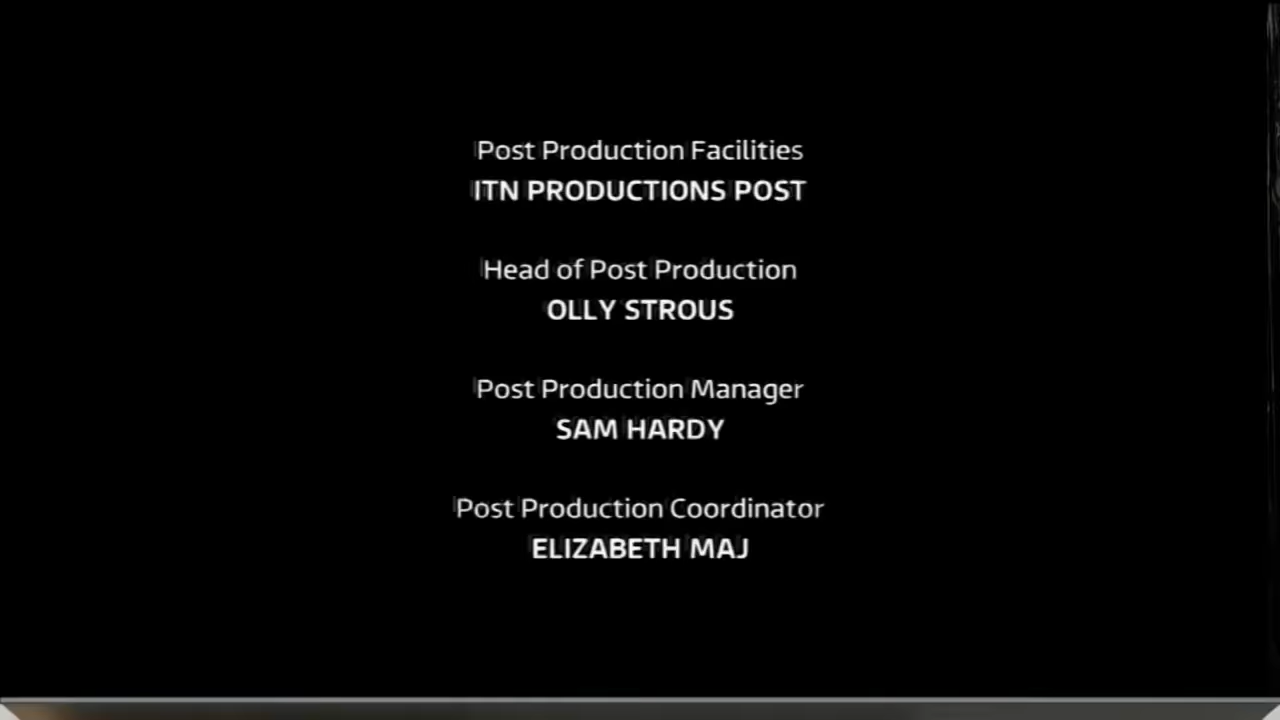 Post Production Facilities
ITN PRODUCTIONS POST
Head of Post Production
OLLY STROUS
Post Production Manager
SAM HARDY
Post Production Coordinator
ELIZABETH MAJ